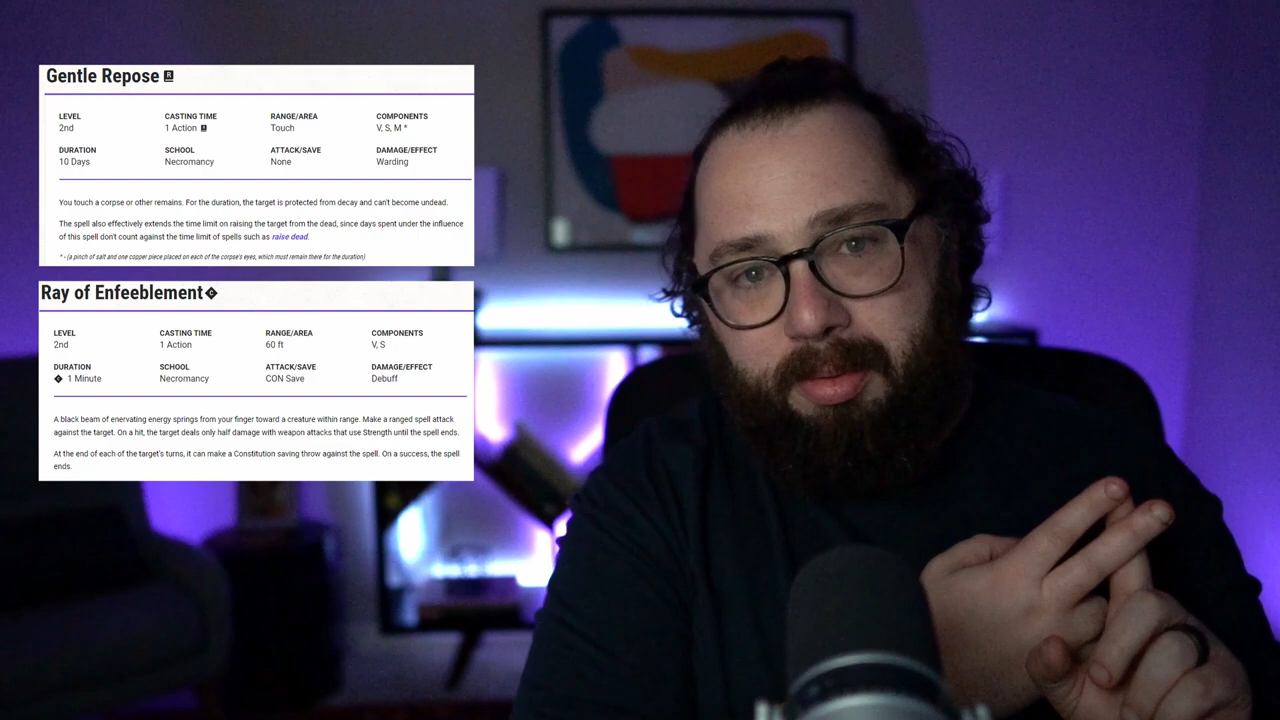 Gentle Repose
LEVEL CASTING TIME RANGE/AREA COMPONENTS
2nd 1 Action Touch V, S, M *
DURATION SCHOOL ATTACK/SAVE DAMAGE/EFFECT
10 Days Necromancy None Warding
You touch a corpse or other remains. For the duration, the target is protected from decay and can't become undead.
The spell also effectively extends the time limit on raising the target from the dead, since days spent under the influence
of this spell don't count against the time limit of spells such as raise dead.
* - (a pinch of salt and one copper piece placed on each of the corpse's eyes, which must remain there for the duration)
Ray of Enfeeblement
LEVEL CASTING TIME RANGE/AREA COMPONENTS
2nd 1 Action 60 ft V, S
DURATION SCHOOL ATTACK/SAVE DAMAGE/EFFECT
1 Minute Necromancy CON Save Debuff
A black beam of enervating energy springs from your finger toward a creature within range. Make a ranged spell attack
against the target. On a hit, the target deals only half damage with weapon attacks that use Strength until the spell ends.
At the end of each of the target's turns, it can make a Constitution saving throw against the spell. On a success, the spell
ends.